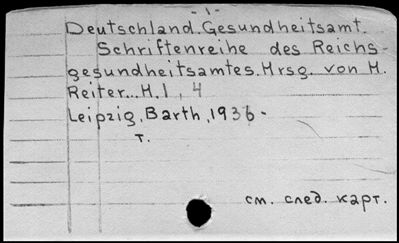 - 1 -
Deutschland. Gesundheitsamt.
Schriftenreihe des Reichs-
gesundheitsamtes. Hrsg. von H.
Reiter... H. 1, 4
Leipzig, Barth, 1936 -
T.
см. след. карт.